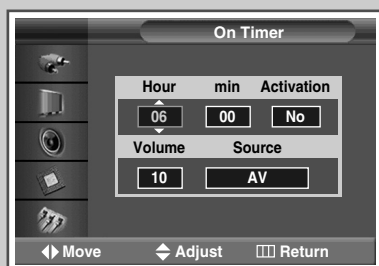 On Timer
Hour min Activation
06 00 No
Volume Source
10 AV
Move Adjust Return